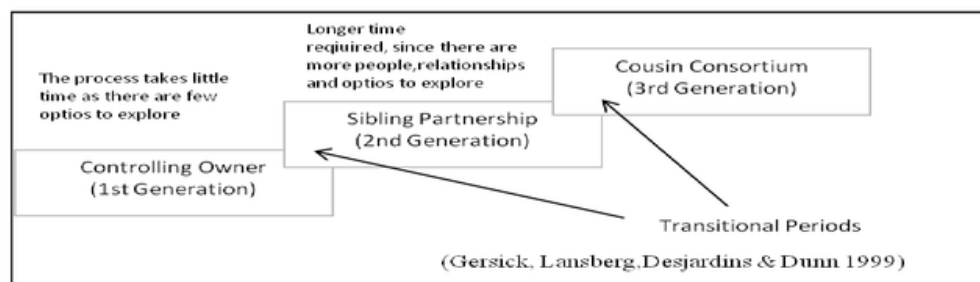 The process takes little
time as there are few
optios to explore
Longer time
reqiuired, since there are
more people,relationships
and optios to explore
Controlling Owner
(1st Generation)
Sibling Partnership
(2nd Generation)
Cousin Consortium
(3rd Generation)
Transitional Periods
(Gersick, Lansberg,Desjardins & Dunn 1999)